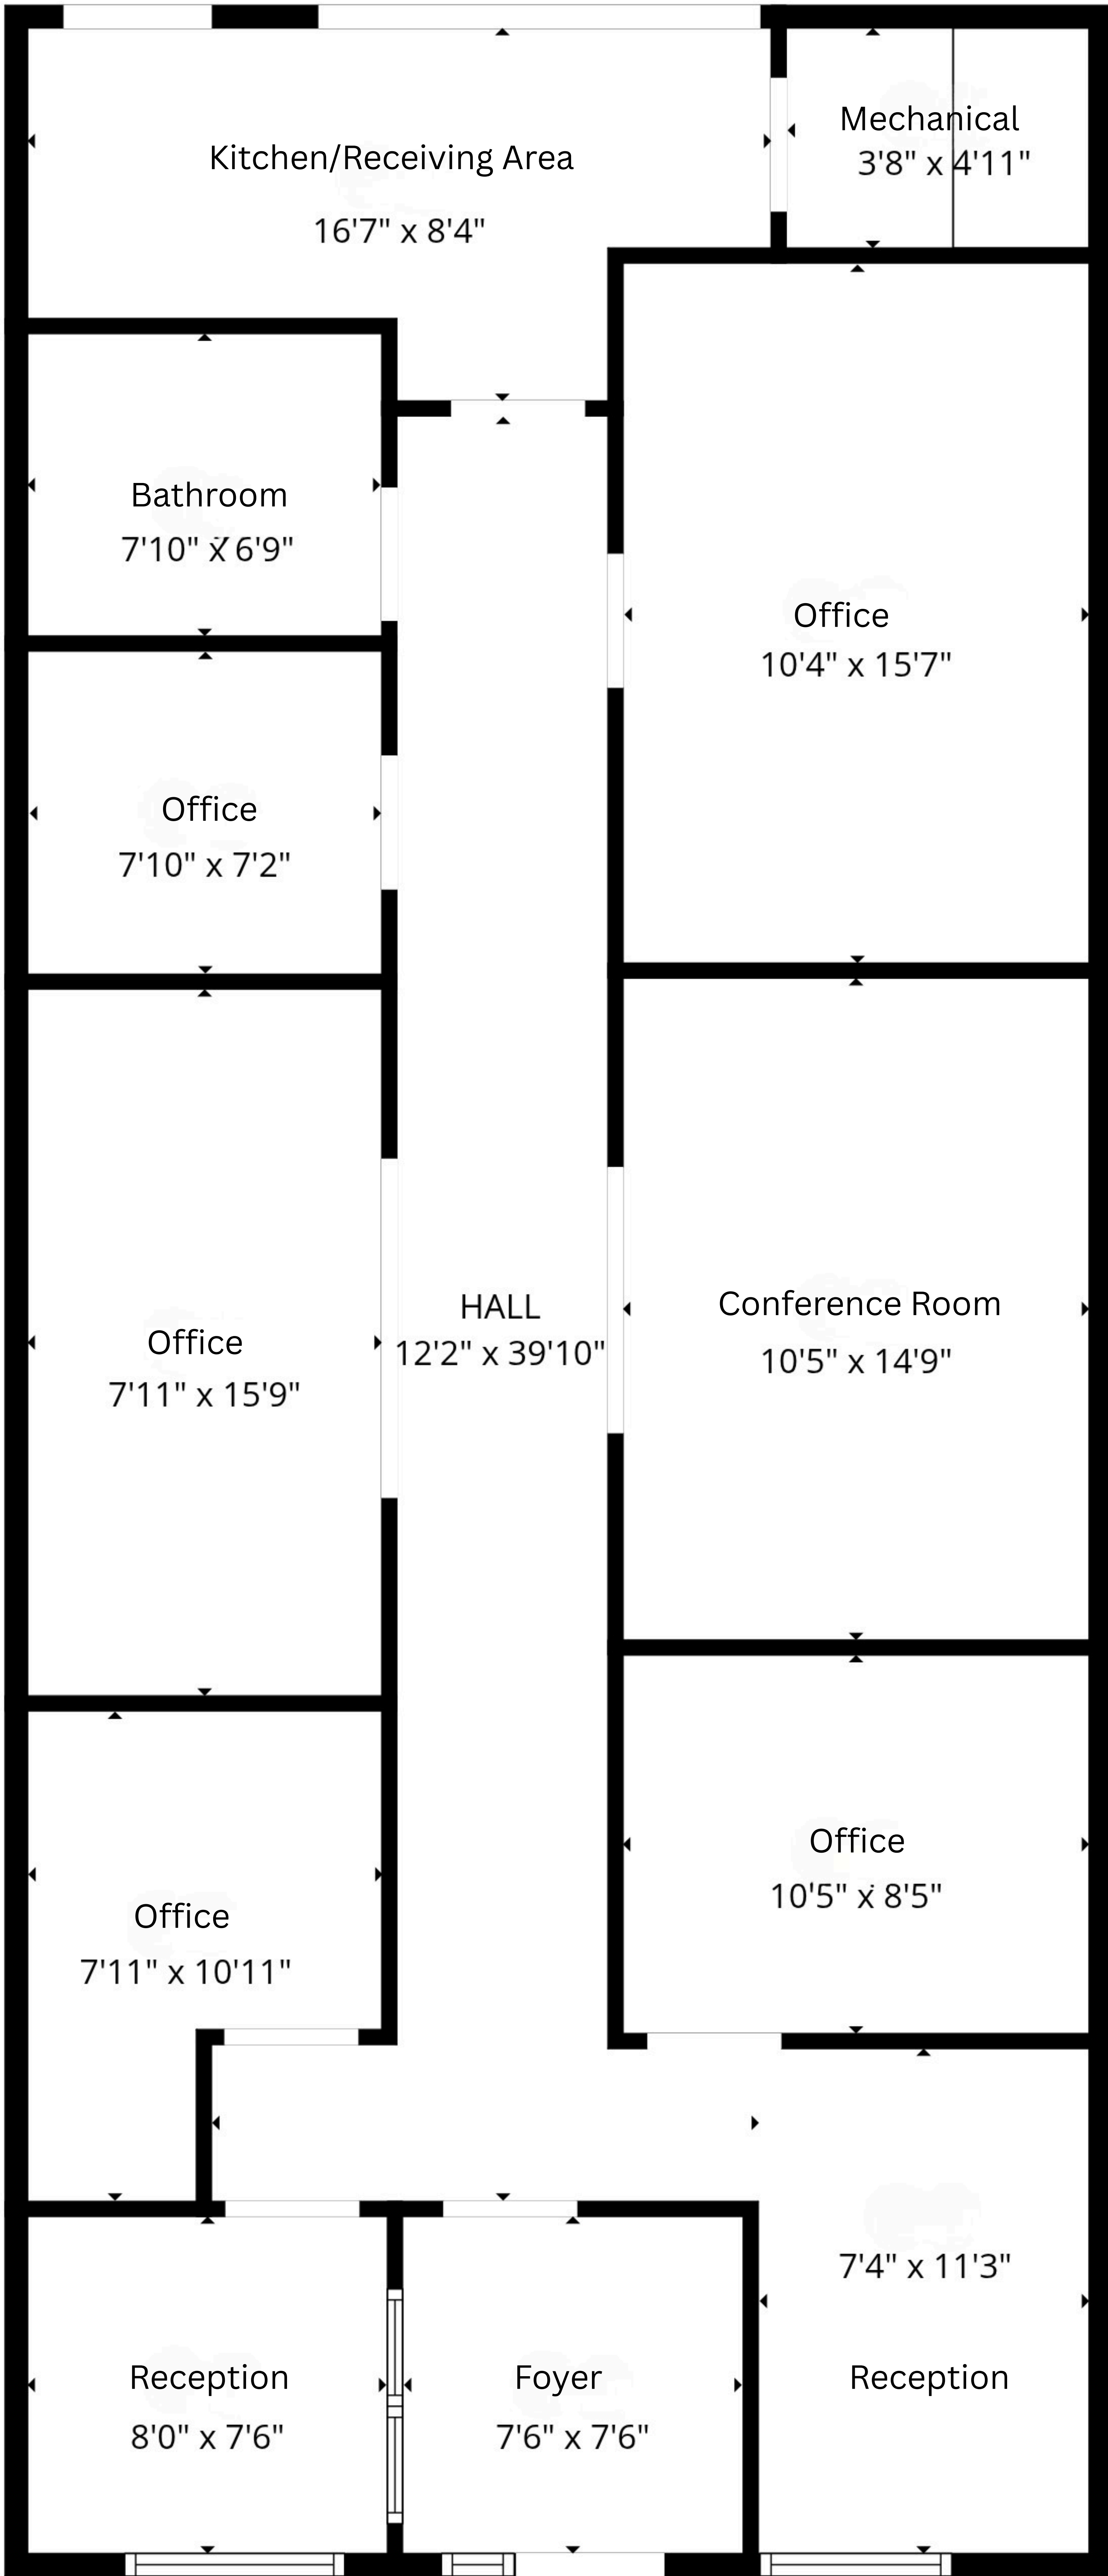 Kitchen/Receiving Area
16'7" x 8'4"
Mechanical
3'8" x 4'11"
Bathroom
7'10" x 6'9"
Office
10'4" x 15'7"
Office
7'10" x 7'2"
HALL
12'2" x 39'10"
Conference Room
10'5" x 14'9"
Office
7'11" x 15'9"
Office
10'5" x 8'5"
Office
7'11" x 10'11"
7'4" x 11'3"
Reception
Reception
8'0" x 7'6"
Foyer
7'6" x 7'6"